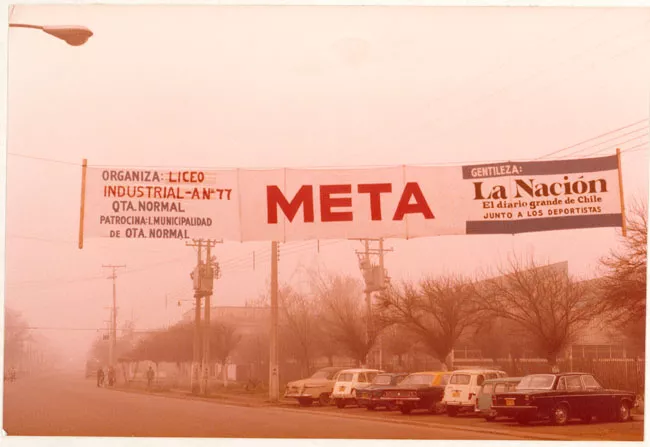 ORGANIZA: LICEO
INDUSTRIAL-A Nº 77
QTA. NORMAL
PATROCINA: I. MUNICIPALIDAD
DE QTA. NORMAL
META
GENTILEZA:
La Nación
El diario grande de Chile
JUNTO A LOS DEPORTISTAS